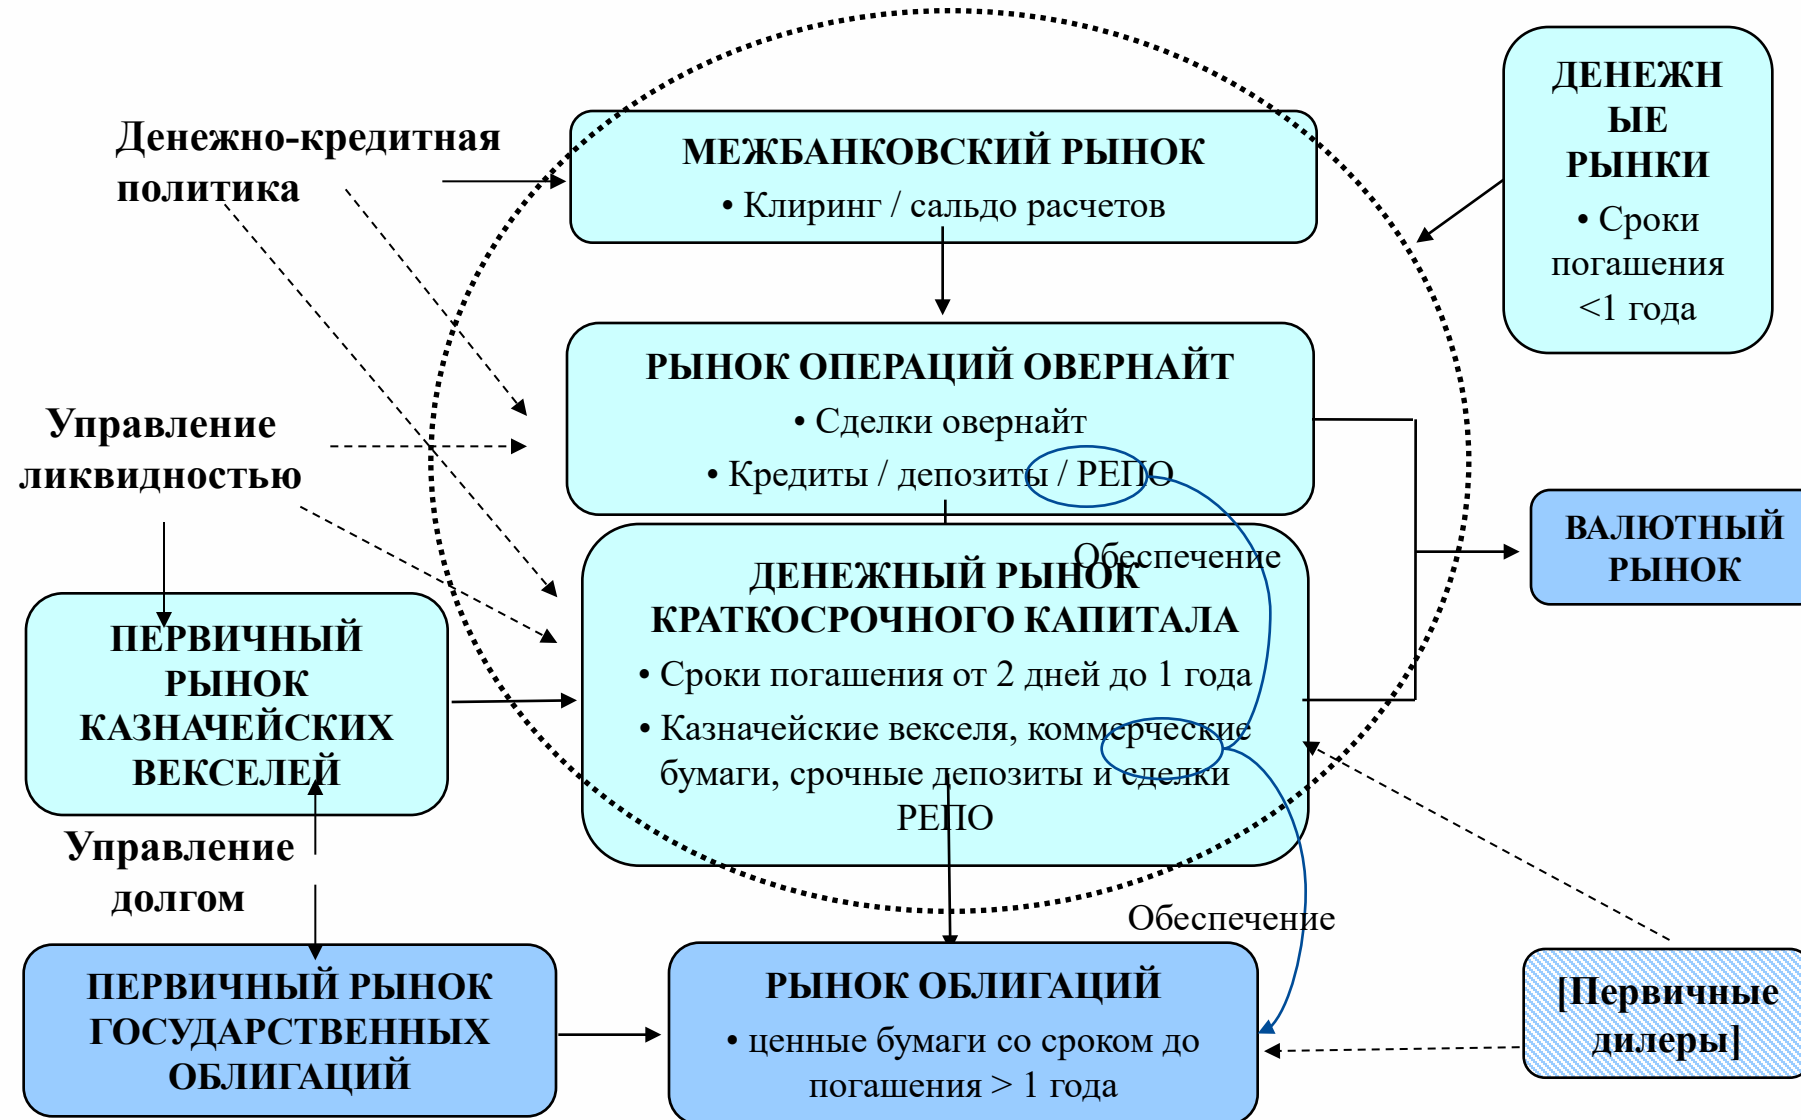 Денежно-кредитная
политика
МЕЖБАНКОВСКИЙ РЫНОК
• Клиринг / сальдо расчетов
ДЕНЕЖН
ЫЕ
РЫНКИ
• Сроки
погашения
<1 года
РЫНОК ОПЕРАЦИЙ ОВЕРНАЙТ
• Сделки овернайт
• Кредиты / депозиты / РЕПО
Управление
ликвидностью
Обеспечение
ДЕНЕЖНЫЙ РЫНОК
КРАТКОСРОЧНОГО КАПИТАЛА
• Сроки погашения от 2 дней до 1 года
• Казначейские векселя, коммерческие
бумаги, срочные депозиты и сделки
РЕПО
ВАЛЮТНЫЙ
РЫНОК
ПЕРВИЧНЫЙ
РЫНОК
КАЗНАЧЕЙСКИХ
ВЕКСЕЛЕЙ
Управление
долгом
Обеспечение
ПЕРВИЧНЫЙ РЫНОК
ГОСУДАРСТВЕННЫХ
ОБЛИГАЦИЙ
РЫНОК ОБЛИГАЦИЙ
• ценные бумаги со сроком до
погашения > 1 года
[Первичные
дилеры]